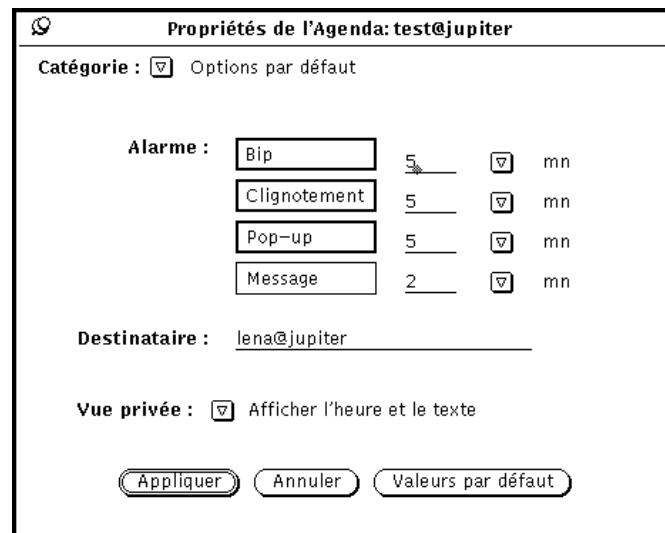 Propriétés de l'Agenda: test@jupiter
Catégorie : Options par défaut
Alarme : Bip 5 mn
Clignotement 5 mn
Pop-up 5 mn
Message 2 mn
Destinataire : lena@jupiter
Vue privée : Afficher l'heure et le texte
Appliquer Annuler Valeurs par défaut